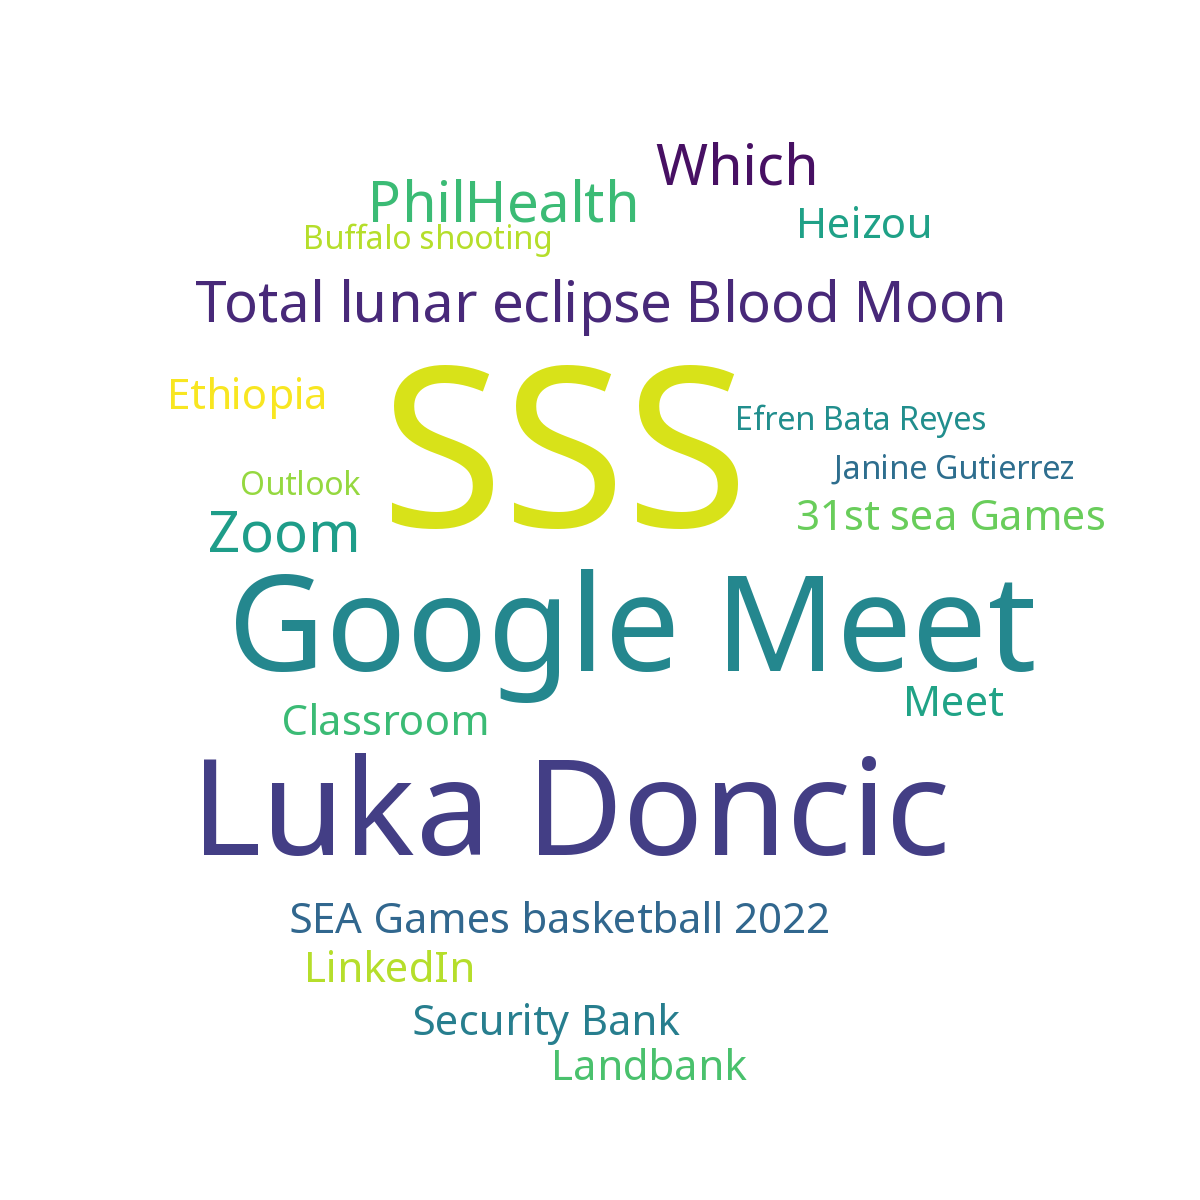 Which
PhilHealth
Heizou
Buffalo shooting
Total lunar eclipse Blood Moon
SSS
Ethiopia
Efren Bata Reyes
Janine Gutierrez
Outlook
31st sea Games
Zoom
Google Meet
Meet
Classroom
Luka Doncic
SEA Games basketball 2022
LinkedIn
Security Bank
Landbank